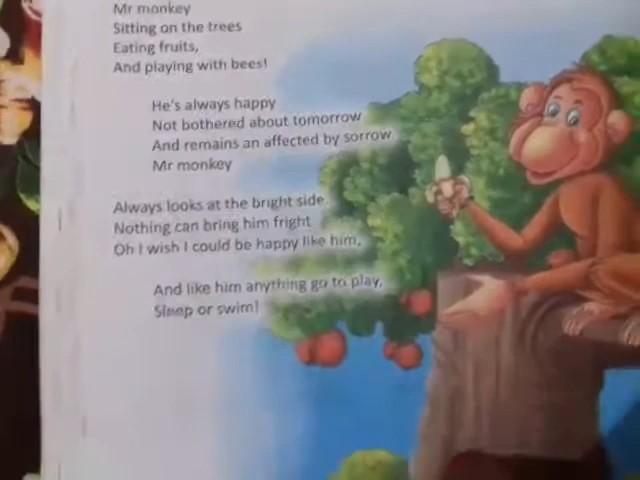 Mr monkey
Sitting on the trees
Eating fruits,
And playing with bees!
He's always happy
Not bothered about tomorrow
And remains an affected by sorrow
Mr monkey
Always looks at the bright side.
Nothing can bring him fright
Oh I wish I could be happy like him,
And like him anything go to play,
Sleep or swim!